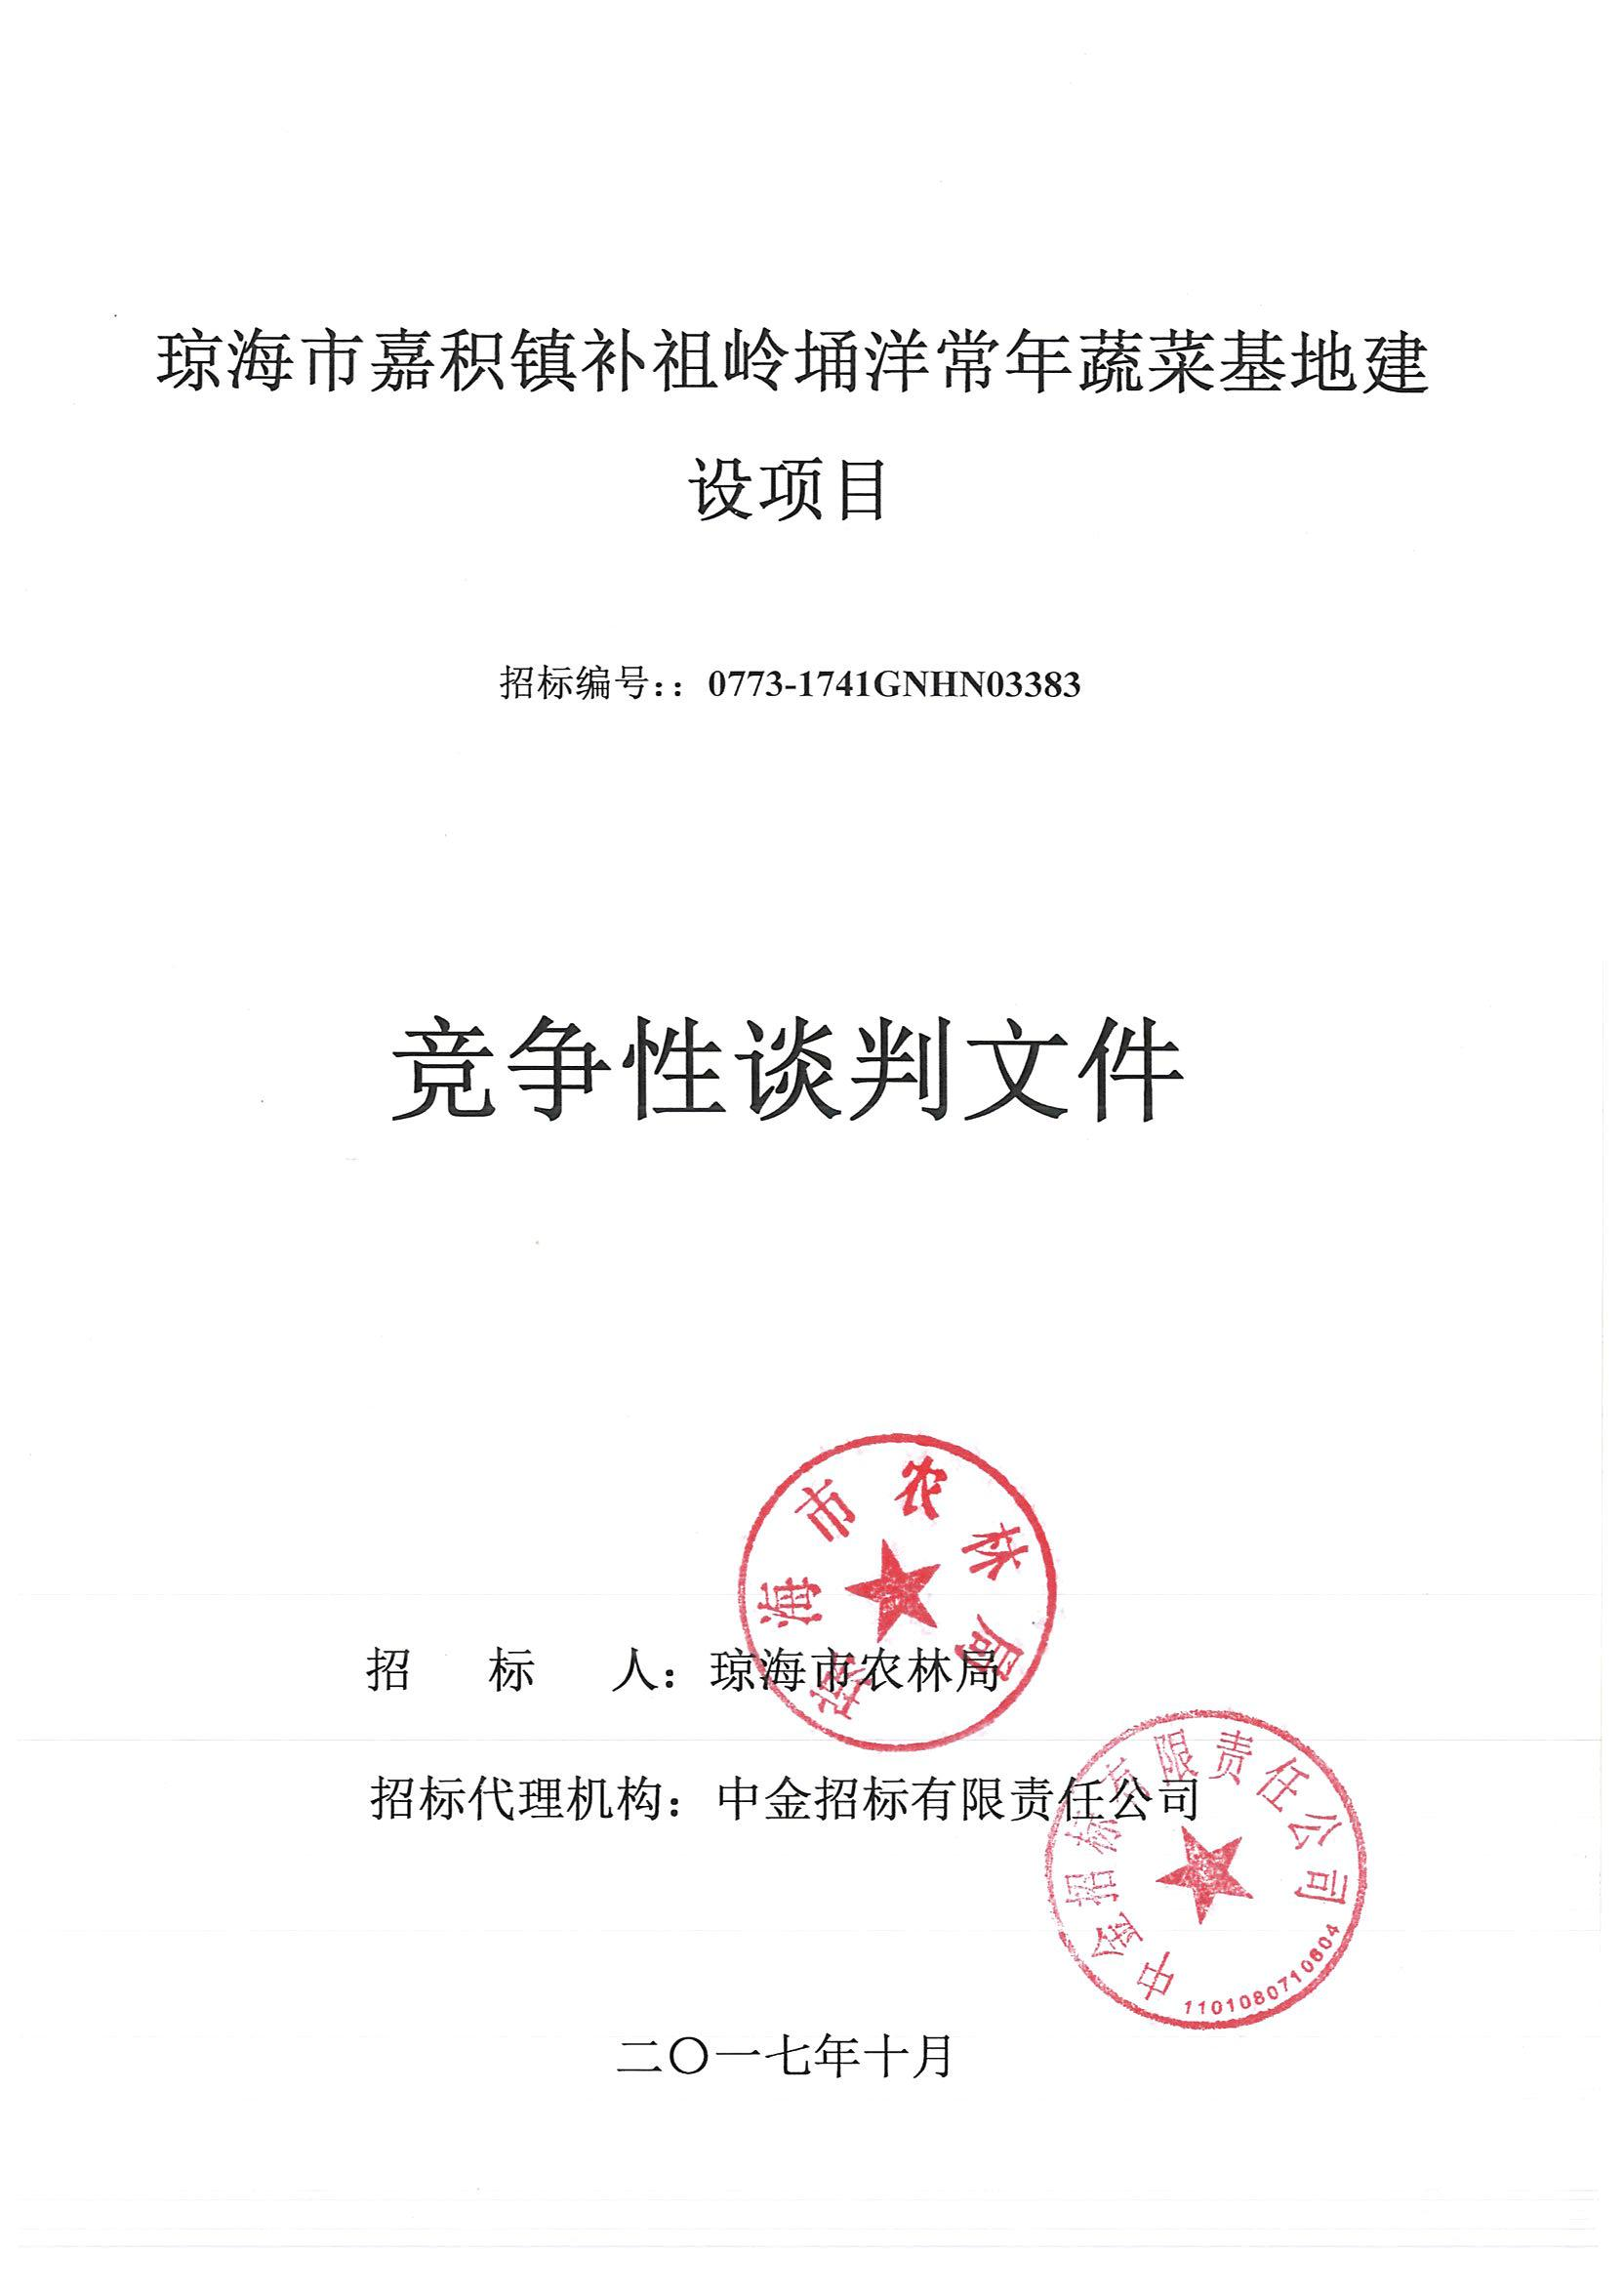 琼海市嘉积镇补祖岭埇洋常年蔬菜基地建
设项目
招标编号:：0773-1741GNHN03383
竞争性谈判文件
招 标 人：琼海市农林局
琼海市农林局
招标代理机构：中金招标有限责任公司
中金招标有限责任公司
1101080710604
二〇一七年十月